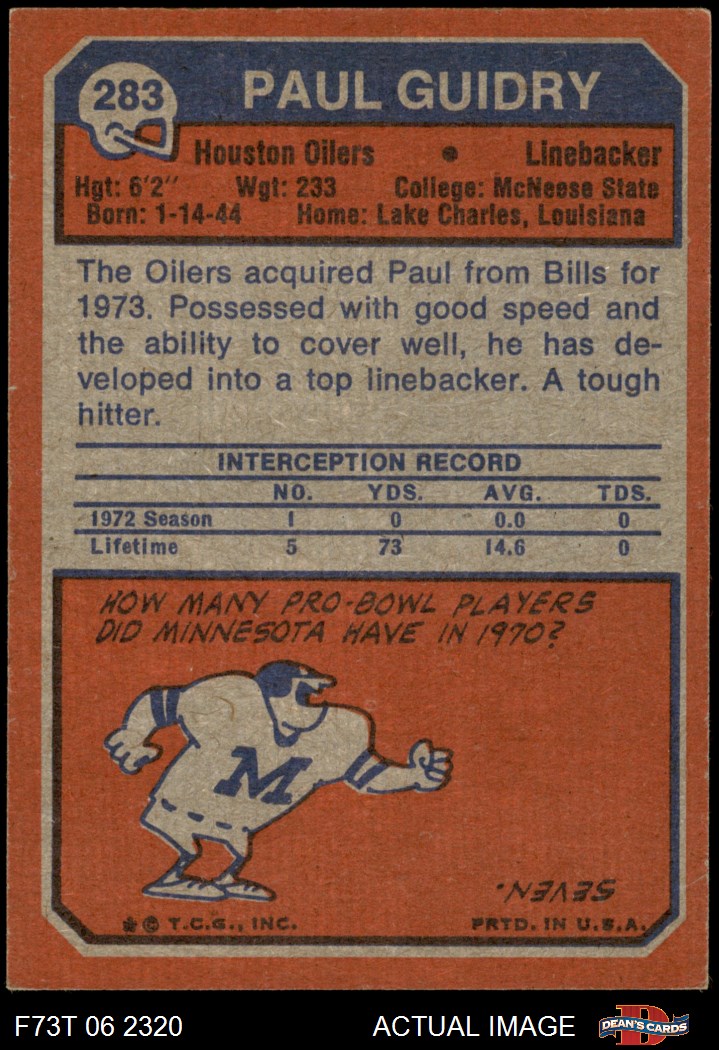 283
PAUL GUIDRY
Houston Oilers • Linebacker
Hgt: 6'2" Wgt: 233 College: McNeese State
Born: 1-14-44 Home: Lake Charles, Louisiana
The Oilers acquired Paul from Bills for
1973. Possessed with good speed and
the ability to cover well, he has de-
veloped into a top linebacker. A tough
hitter.
INTERCEPTION RECORD
NO. YDS. AVG. TDS.
1972 Season 1 0 0.0 0
Lifetime 5 73 14.6 0
HOW MANY PRO-BOWL PLAYERS
DID MINNESOTA HAVE IN 1970?
M
SEVEN.
* © T.C.G., INC. PRTD. IN U.S.A.
F73T 06 2320 ACTUAL IMAGE
D
DEAN'S CARDS